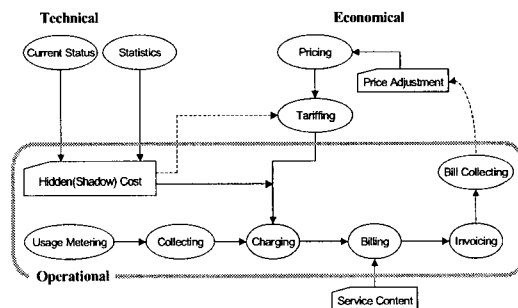 Technical
Economical
Current Status
Statistics
Pricing
Price Adjustment
Tariffing
Hidden(Shadow) Cost
Bill Collecting
Usage Metering
Collecting
Charging
Billing
Invoicing
Operational
Service Content